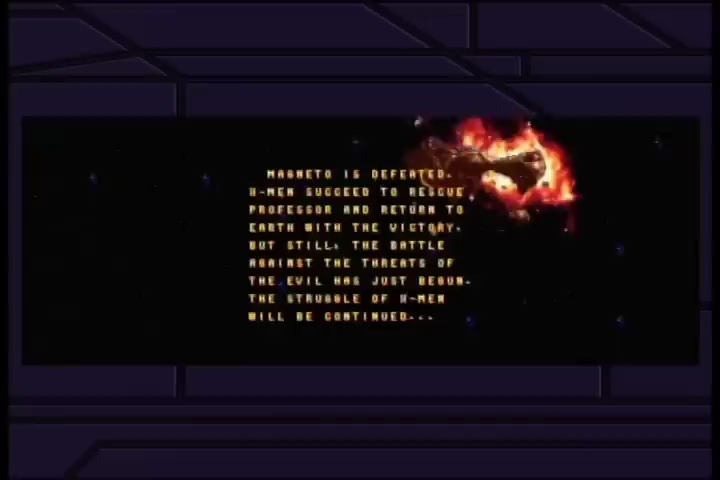 MAGNETO IS DEFEATED.
X-MEN SUCCEED TO RESCUE
PROFESSOR AND RETURN TO
EARTH WITH THE VICTORY.
BUT STILL, THE BATTLE
AGAINST THE THREATS OF
THE EVIL HAS JUST BEGUN.
THE STRUGGLE OF X-MEN
WILL BE CONTINUED...